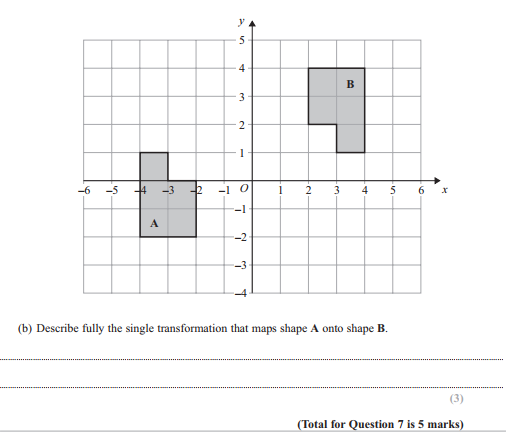 y
5
4
B
3
2
1
–6 –5 –4 –3 –2 –1 O 1 2 3 4 5 6 x
–1
A
–2
–3
–4
(b) Describe fully the single transformation that maps shape A onto shape B.
(3)
(Total for Question 7 is 5 marks)